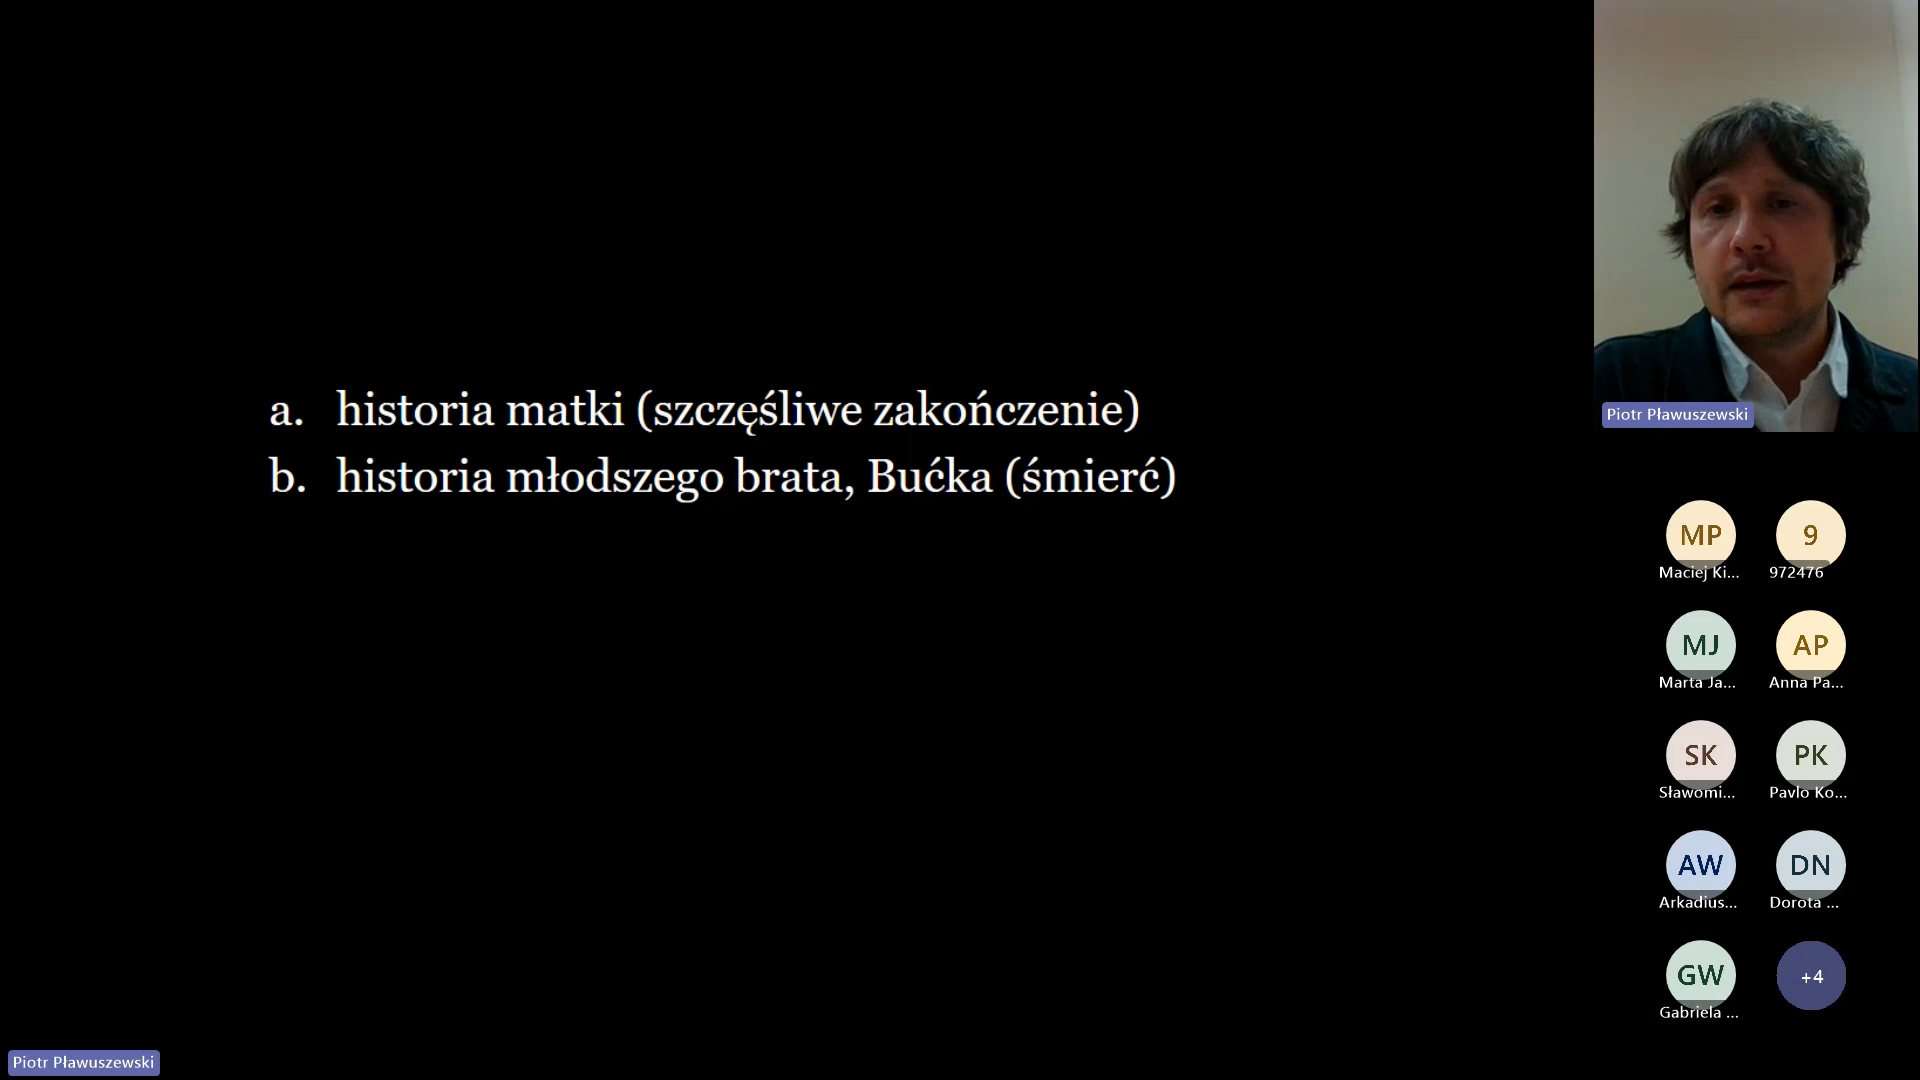 a. historia matki (szczęśliwe zakończenie)
b. historia młodszego brata, Bućka (śmierć)
Piotr Pławuszewski
MP
Maciej Ki...
9
972476
MJ
Marta Ja...
AP
Anna Pa...
SK
Sławomi...
PK
Pavlo Ko...
AW
Arkadius...
DN
Dorota ...
GW
Gabriela ...
+4
Piotr Pławuszewski